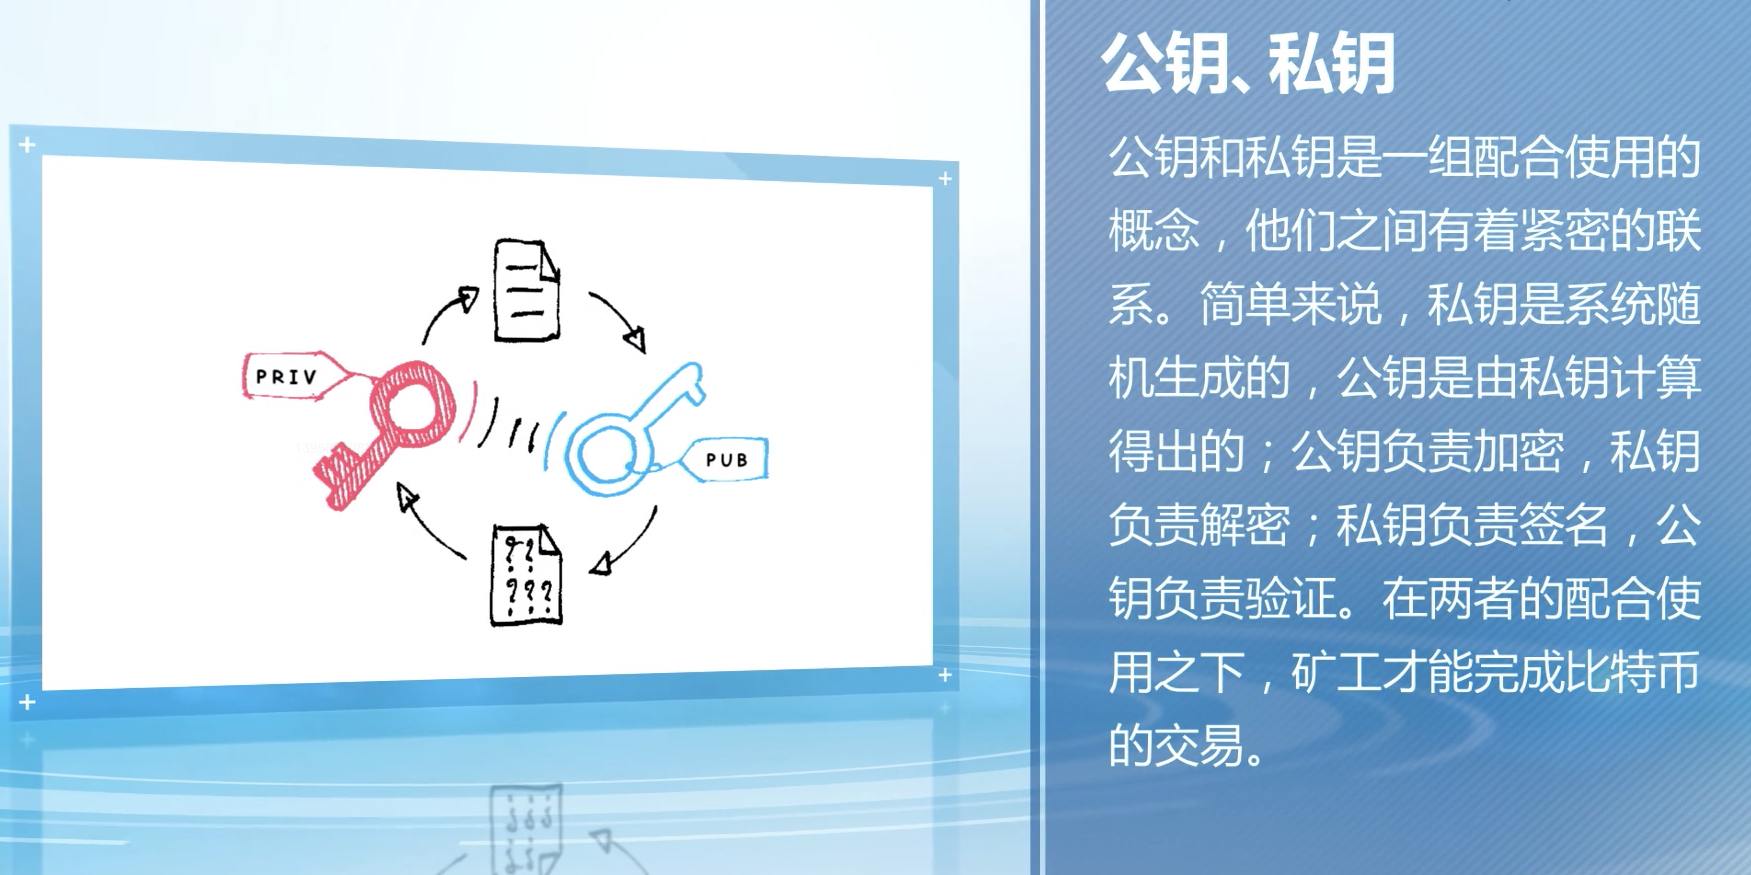 公钥、私钥
公钥和私钥是一组配合使用的
概念，他们之间有着紧密的联
系。简单来说，私钥是系统随
机生成的，公钥是由私钥计算
得出的；公钥负责加密，私钥
负责解密；私钥负责签名，公
钥负责验证。在两者的配合使
用之下，矿工才能完成比特币
的交易。
PRIV
PUB
? ?
? ? ?